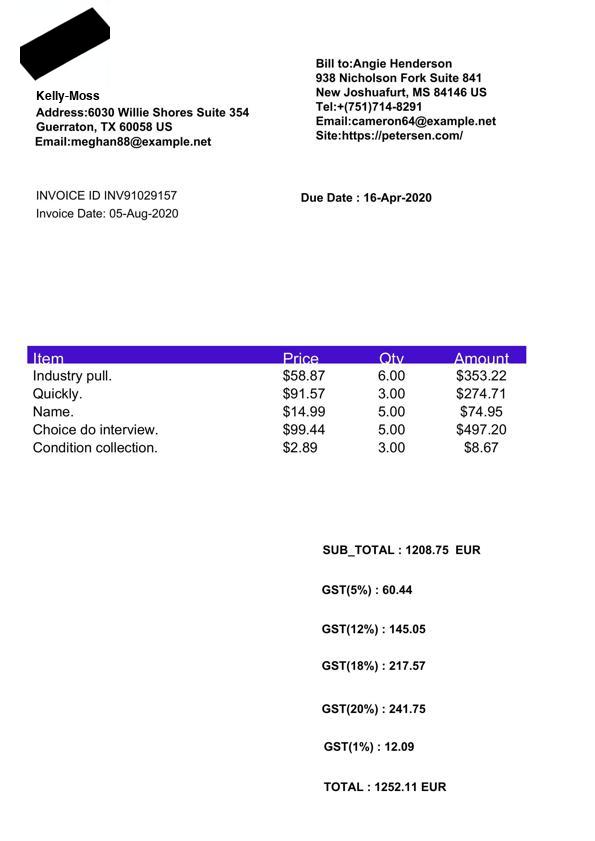 Kelly-Moss
Address:6030 Willie Shores Suite 354
Guerraton, TX 60058 US
Email:meghan88@example.net
Bill to:Angie Henderson
938 Nicholson Fork Suite 841
New Joshuafurt, MS 84146 US
Tel:+(751)714-8291
Email:cameron64@example.net
Site:https://petersen.com/
INVOICE ID INV91029157
Invoice Date: 05-Aug-2020
Due Date : 16-Apr-2020
Item Price Qty Amount
Industry pull. $58.87 6.00 $353.22
Quickly. $91.57 3.00 $274.71
Name. $14.99 5.00 $74.95
Choice do interview. $99.44 5.00 $497.20
Condition collection. $2.89 3.00 $8.67
SUB_TOTAL : 1208.75 EUR
GST(5%) : 60.44
GST(12%) : 145.05
GST(18%) : 217.57
GST(20%) : 241.75
GST(1%) : 12.09
TOTAL : 1252.11 EUR